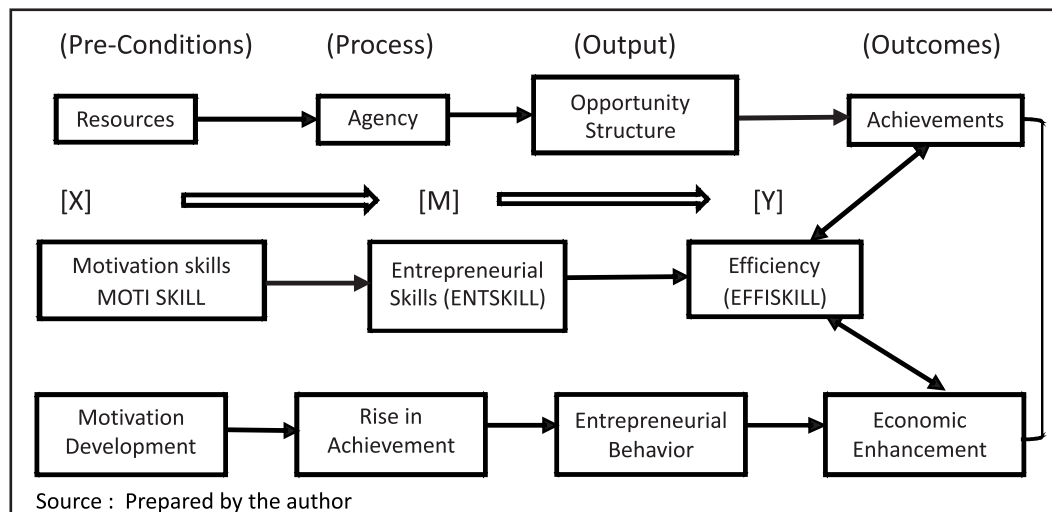 (Pre-Conditions) (Process) (Output) (Outcomes)
Resources
Agency
Opportunity
Structure
Achievements
[X] [M] [Y]
Motivation skills
MOTI SKILL
Entrepreneurial
Skills (ENTSKILL)
Efficiency
(EFFISKILL)
Motivation
Development
Rise in
Achievement
Entrepreneurial
Behavior
Economic
Enhancement
Source : Prepared by the author